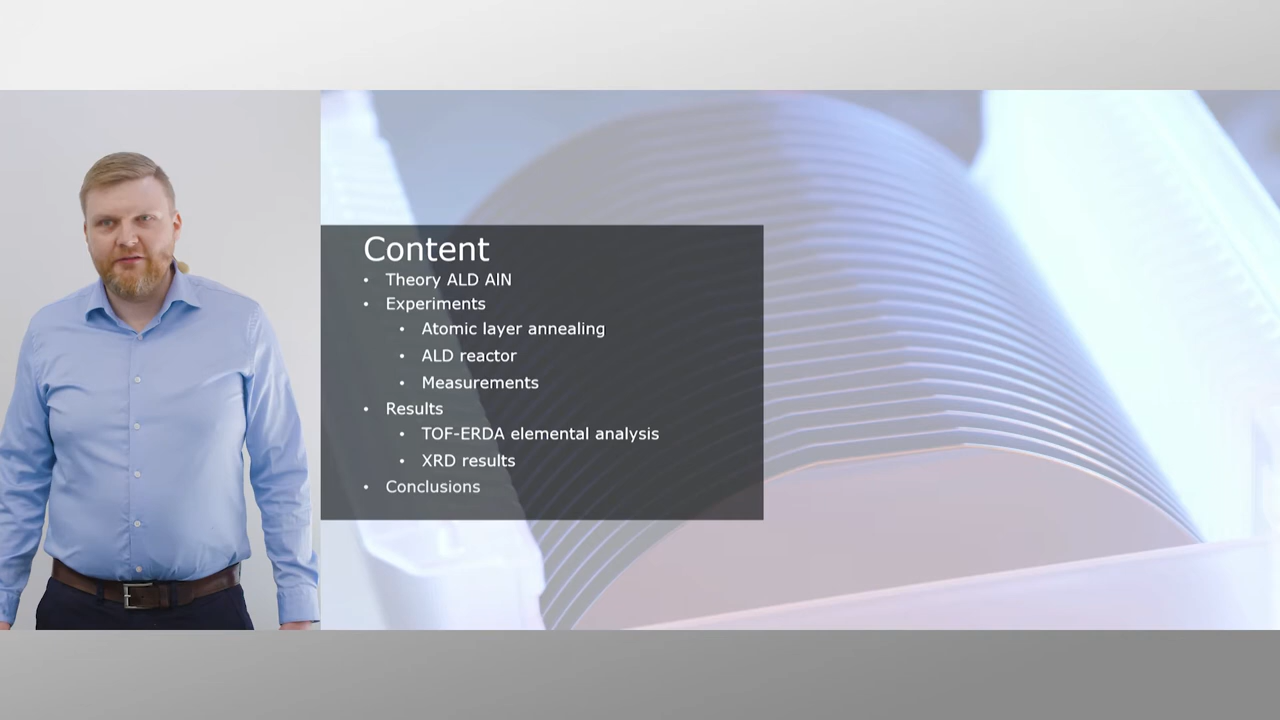 Content
• Theory ALD AlN
• Experiments
• Atomic layer annealing
• ALD reactor
• Measurements
• Results
• TOF-ERDA elemental analysis
• XRD results
• Conclusions